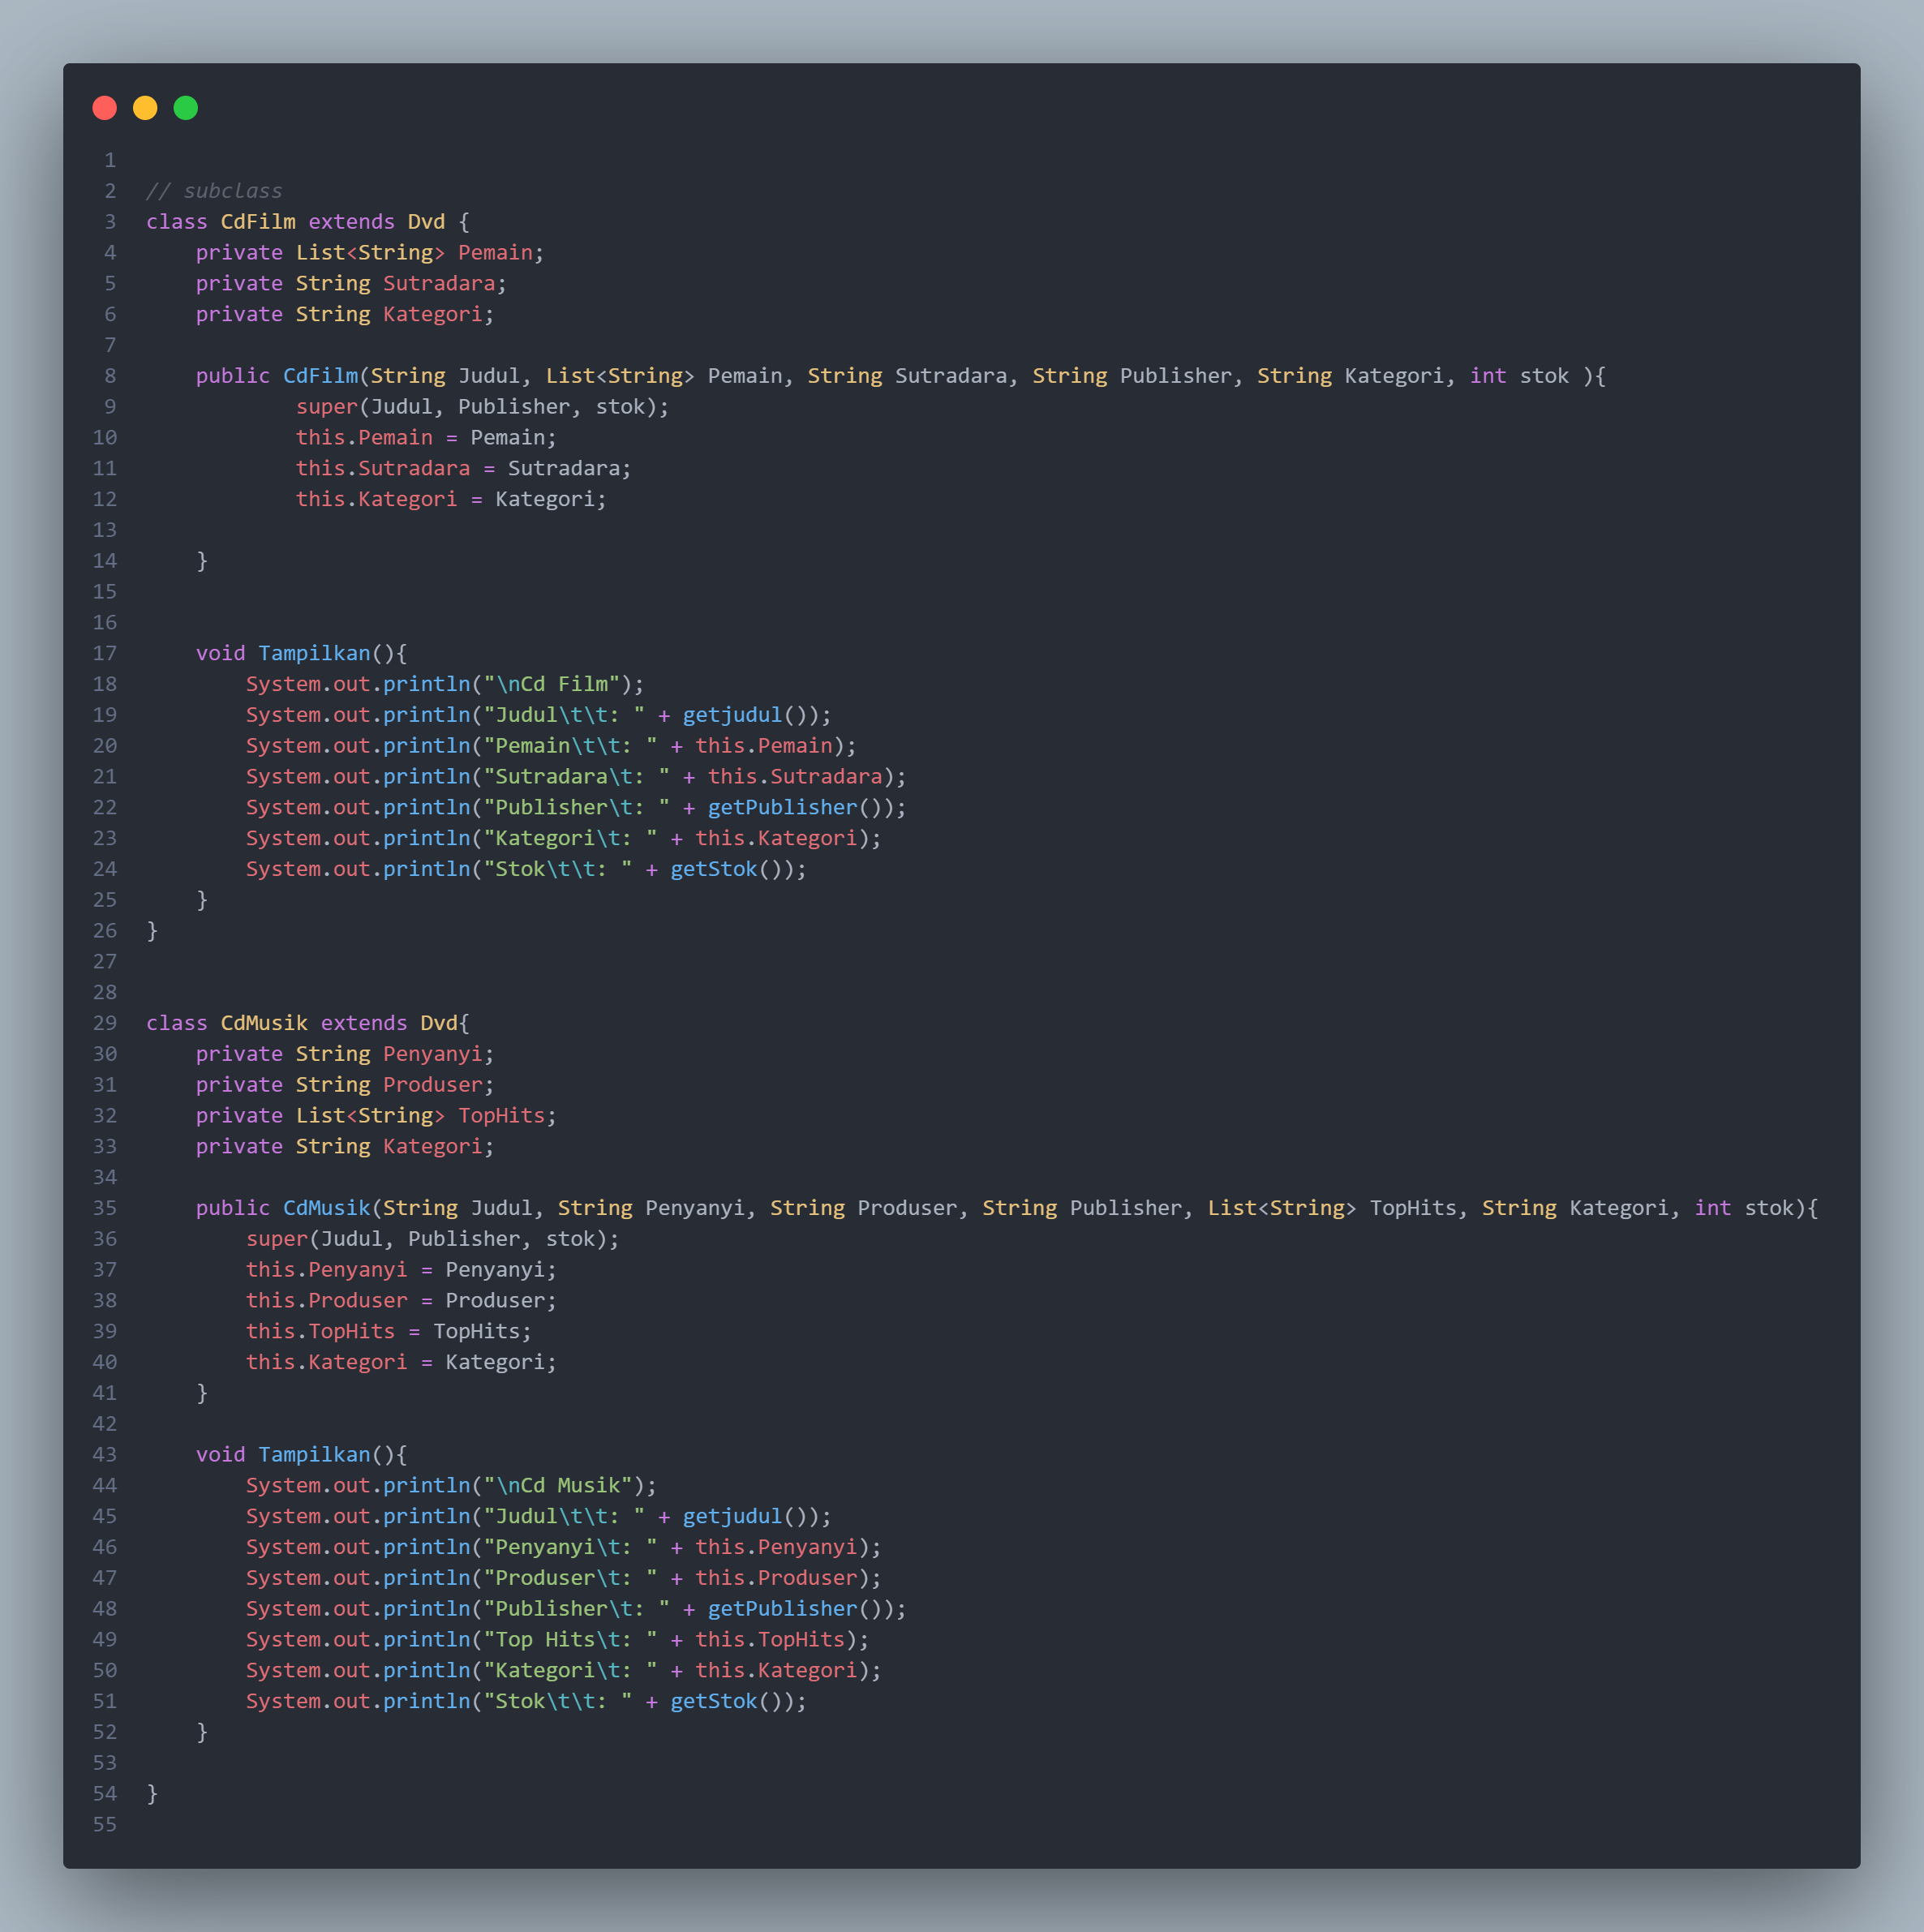 1
2 // subclass
3 class CdFilm extends Dvd {
4     private List<String> Pemain;
5     private String Sutradara;
6     private String Kategori;
7
8     public CdFilm(String Judul, List<String> Pemain, String Sutradara, String Publisher, String Kategori, int stok ){
9             super(Judul, Publisher, stok);
10             this.Pemain = Pemain;
11             this.Sutradara = Sutradara;
12             this.Kategori = Kategori;
13
14     }
15
16
17     void Tampilkan(){
18         System.out.println("\nCd Film");
19         System.out.println("Judul\t\t: " + getjudul());
20         System.out.println("Pemain\t\t: " + this.Pemain);
21         System.out.println("Sutradara\t: " + this.Sutradara);
22         System.out.println("Publisher\t: " + getPublisher());
23         System.out.println("Kategori\t: " + this.Kategori);
24         System.out.println("Stok\t\t: " + getStok());
25     }
26 }
27
28
29 class CdMusik extends Dvd{
30     private String Penyanyi;
31     private String Produser;
32     private List<String> TopHits;
33     private String Kategori;
34
35     public CdMusik(String Judul, String Penyanyi, String Produser, String Publisher, List<String> TopHits, String Kategori, int stok){
36         super(Judul, Publisher, stok);
37         this.Penyanyi = Penyanyi;
38         this.Produser = Produser;
39         this.TopHits = TopHits;
40         this.Kategori = Kategori;
41     }
42
43     void Tampilkan(){
44         System.out.println("\nCd Musik");
45         System.out.println("Judul\t\t: " + getjudul());
46         System.out.println("Penyanyi\t: " + this.Penyanyi);
47         System.out.println("Produser\t: " + this.Produser);
48         System.out.println("Publisher\t: " + getPublisher());
49         System.out.println("Top Hits\t: " + this.TopHits);
50         System.out.println("Kategori\t: " + this.Kategori);
51         System.out.println("Stok\t\t: " + getStok());
52     }
53
54 }
55